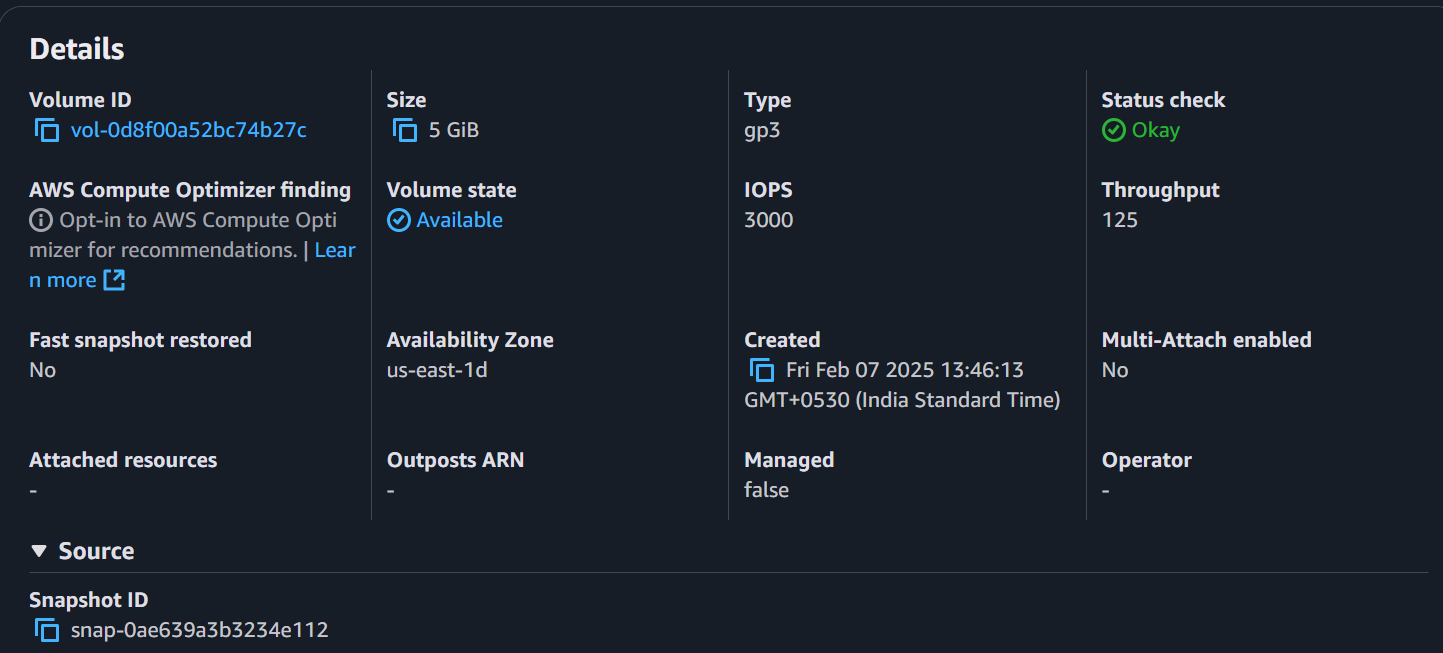 Details
Volume ID
vol-0d8f00a52bc74b27c
Size
5 GiB
Type
gp3
Status check
Okay
AWS Compute Optimizer finding
Opt-in to AWS Compute Opti
mizer for recommendations. | Lear
n more
Volume state
Available
IOPS
3000
Throughput
125
Fast snapshot restored
No
Availability Zone
us-east-1d
Created
Fri Feb 07 2025 13:46:13
GMT+0530 (India Standard Time)
Multi-Attach enabled
No
Attached resources
-
Outposts ARN
-
Managed
false
Operator
-
Source
Snapshot ID
snap-0ae639a3b3234e112